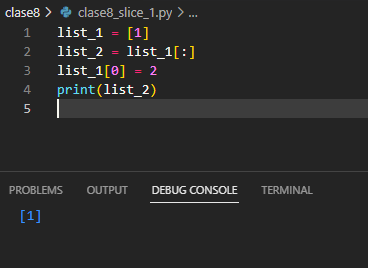 clase8 > clase8_slice_1.py > ...
1 list_1 = [1]
2 list_2 = list_1[:]
3 list_1[0] = 2
4 print(list_2)
5
PROBLEMS OUTPUT DEBUG CONSOLE TERMINAL
[1]